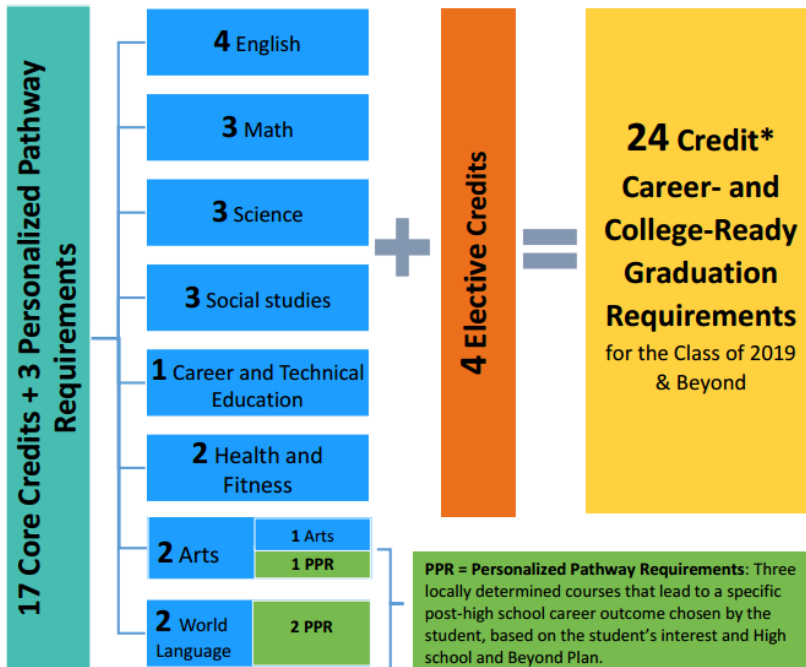 17 Core Credits + 3 Personalized Pathway
Requirements
4 English
3 Math
3 Science
3 Social studies
1 Career and Technical
Education
2 Health and
Fitness
2 Arts
1 Arts
1 PPR
2 World
Language
2 PPR
4 Elective Credits
24 Credit*
Career- and
College-Ready
Graduation
Requirements
for the Class of 2019
& Beyond
PPR = Personalized Pathway Requirements: Three
locally determined courses that lead to a specific
post-high school career outcome chosen by the
student, based on the student’s interest and High
school and Beyond Plan.